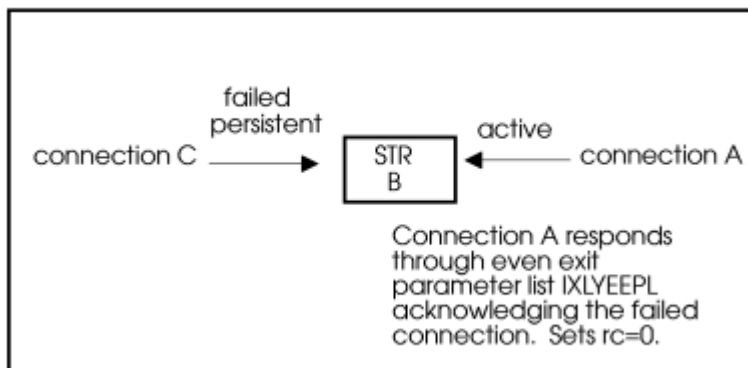 failed
persistent
connection C
STR
B
active
connection A
Connection A responds
through even exit
parameter list IXLYEEPL
acknowledging the failed
connection. Sets rc=0.